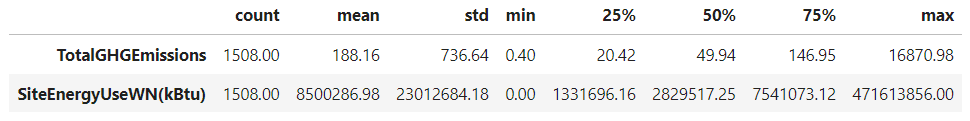 count mean std min 25% 50% 75% max
TotalGHGEmissions 1508.00 188.16 736.64 0.40 20.42 49.94 146.95 16870.98
SiteEnergyUseWN(kBtu) 1508.00 8500286.98 23012684.18 0.00 1331696.16 2829517.25 7541073.12 471613856.00